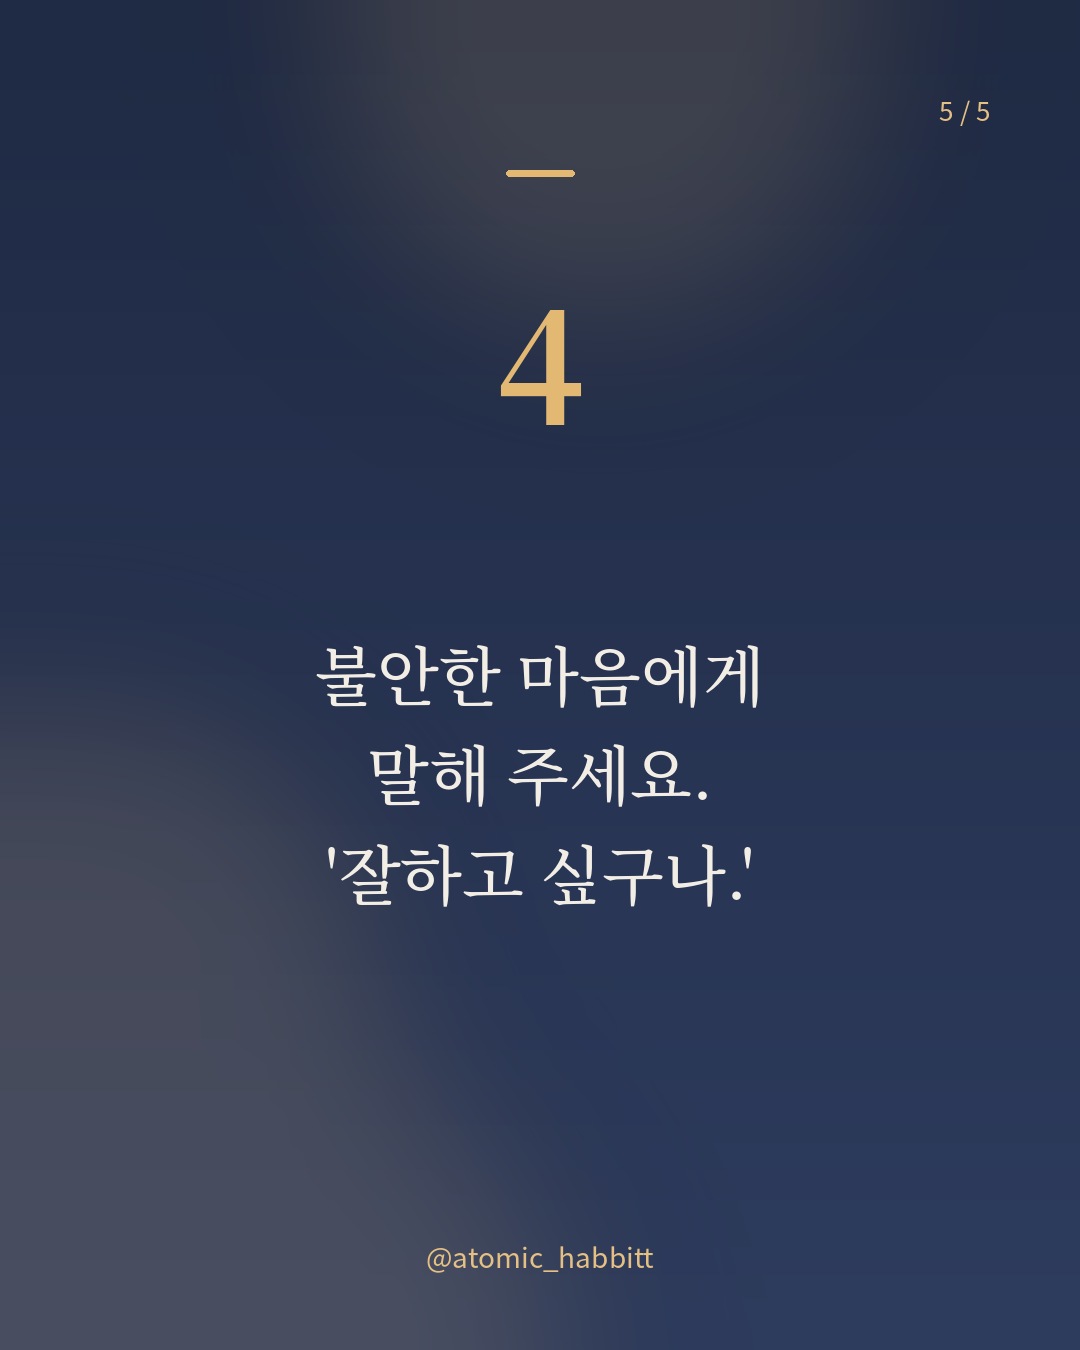 5 / 5
4
불안한 마음에게
말해 주세요.
'잘하고 싶구나.'
@atomic_habbitt